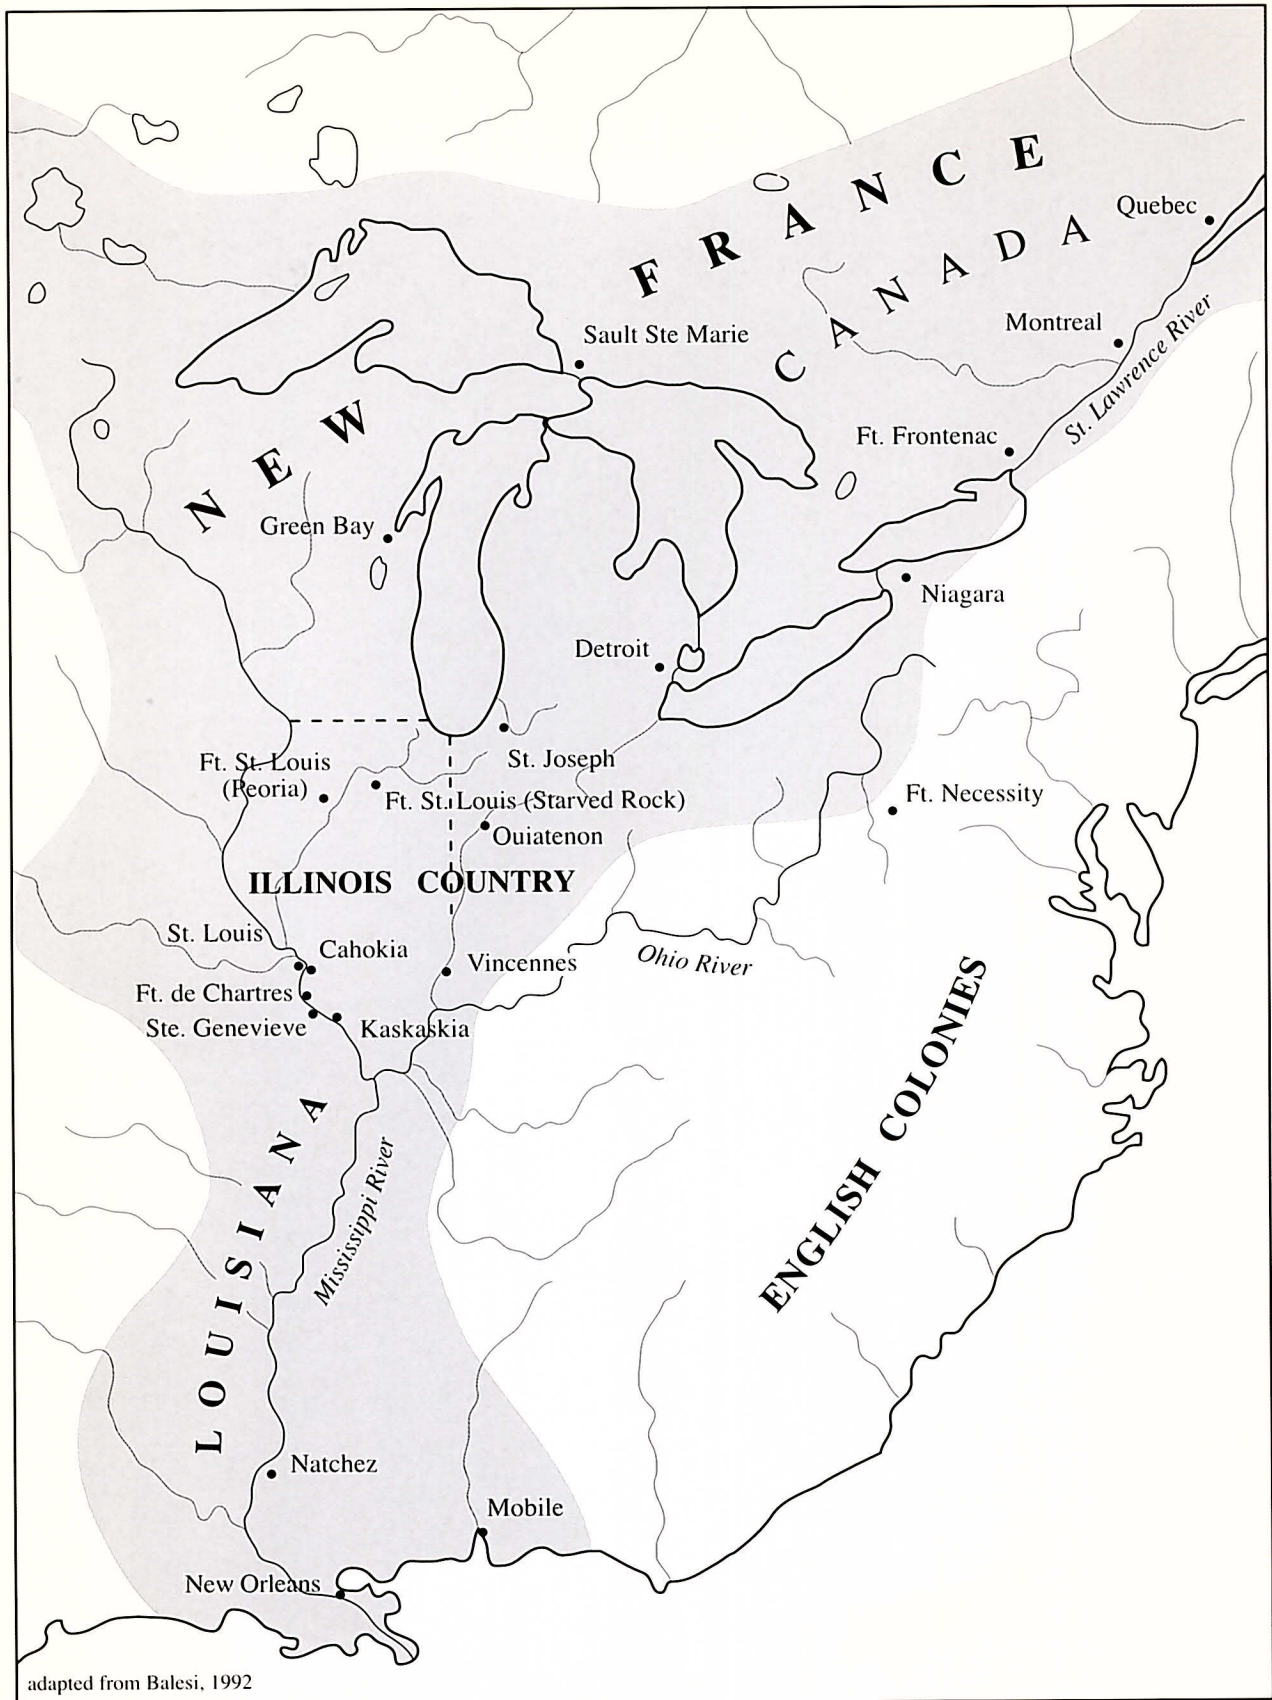 NEW FRANCE
CANADA
Quebec
Montreal
St. Lawrence River
Sault Ste Marie
Ft. Frontenac
Green Bay
Niagara
Detroit
Ft. St. Louis
(Peoria)
St. Joseph
Ft. St. Louis (Starved Rock)
Ft. Necessity
Ouiatenon
ILLINOIS COUNTRY
St. Louis
Cahokia
Vincennes
Ohio River
Ft. de Chartres
Ste. Genevieve
Kaskaskia
ENGLISH COLONIES
LOUISIANA
Mississippi River
Natchez
Mobile
New Orleans
adapted from Balesi, 1992